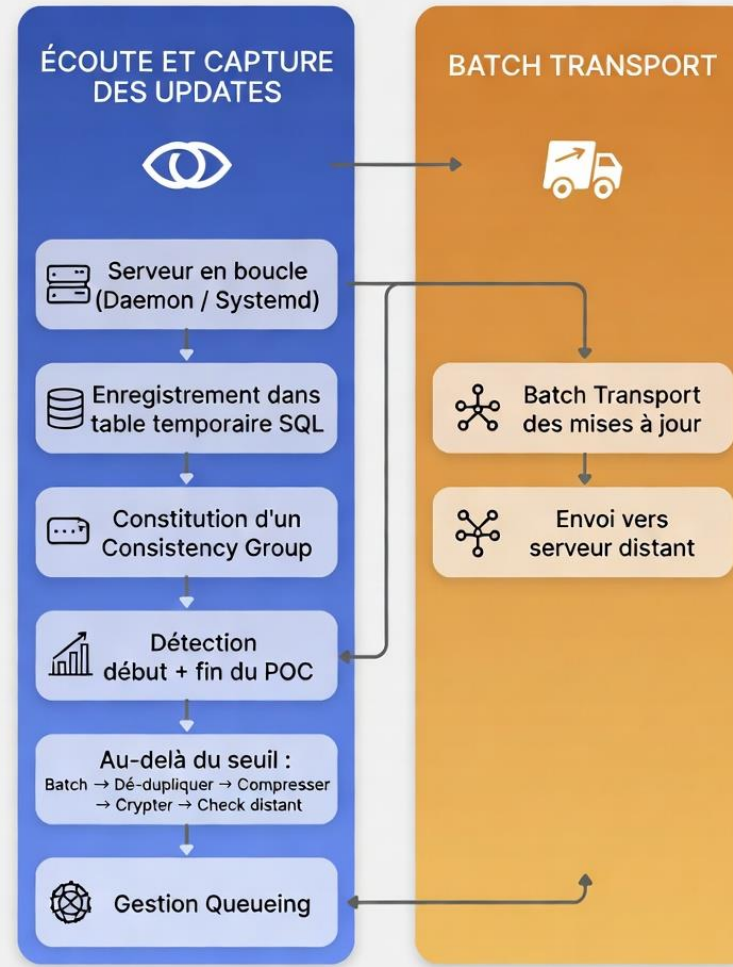 ÉCOUTE ET CAPTURE
DES UPDATES
Serveur en boucle
(Daemon / Systemd)
Enregistrement dans
table temporaire SQL
Constitution d'un
Consistency Group
Détection
début + fin du POC
Au-delà du seuil :
Batch → Dé-dupliquer → Compresser
→ Crypter → Check distant
Gestion Queueing
BATCH TRANSPORT
Batch Transport
des mises à jour
Envoi vers
serveur distant